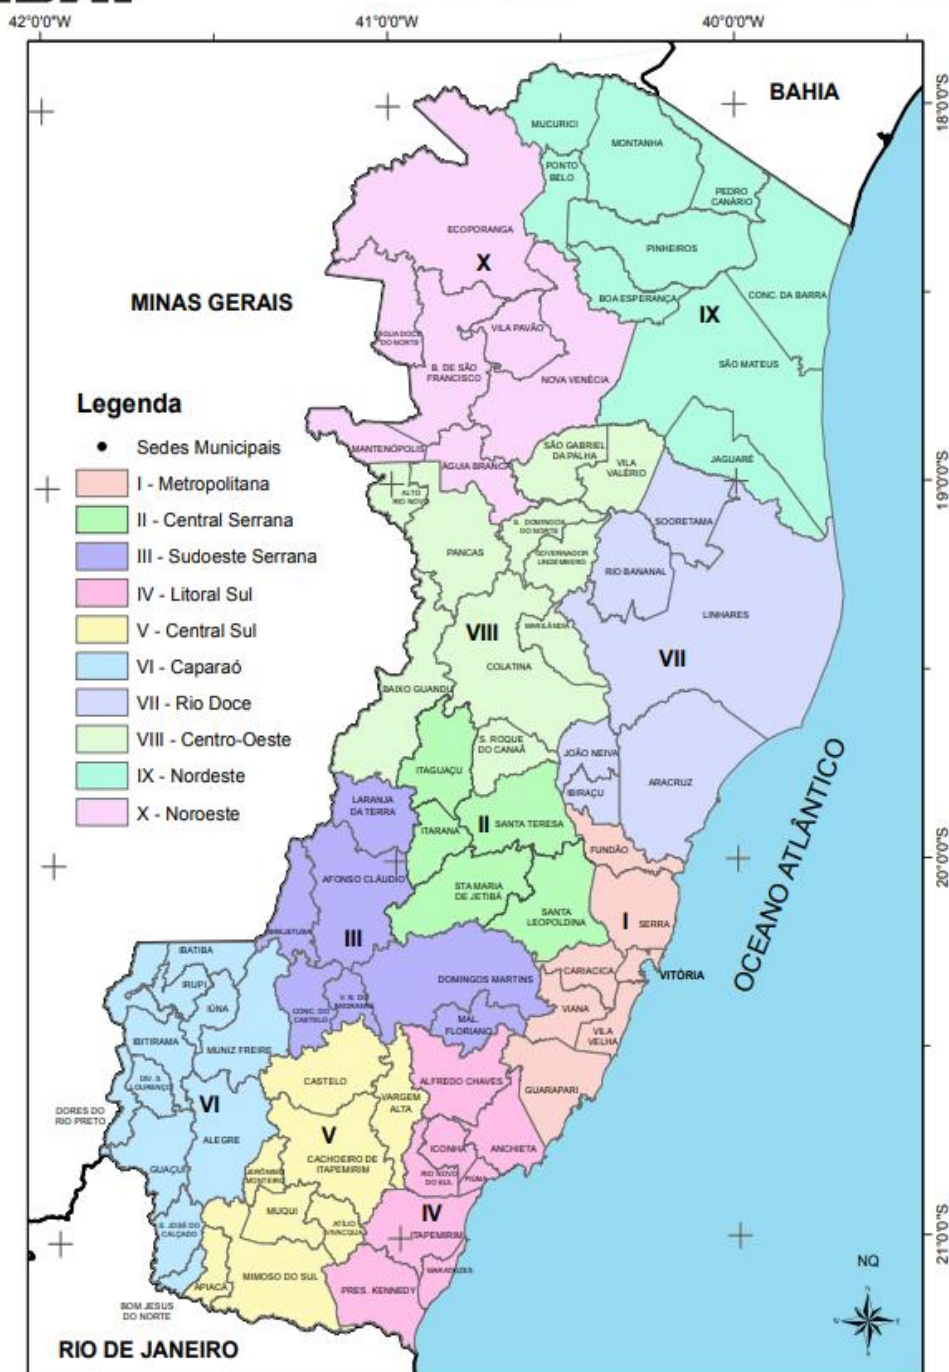 42°0'0"W
41°0'0"W
40°0'0"W
BAHIA
18°0'0"S
MUCURICI
MONTANHA
PONTO
BELO
PEDRO
CANÁRIO
ECOPORANGA
PINHEIROS
X
MINAS GERAIS
BOA ESPERANÇA
CONC. DA BARRA
IX
ÁGUA DOCE
DO NORTE
VILA PAVÃO
B. DE SÃO
FRANCISCO
SÃO MATEUS
NOVA VENÉCIA
Legenda
Sedes Municipais
I - Metropolitana
II - Central Serrana
III - Sudoeste Serrana
IV - Litoral Sul
V - Central Sul
VI - Caparaó
VII - Rio Doce
VIII - Centro-Oeste
IX - Nordeste
X - Noroeste
MANTENÓPOLIS
SÃO GABRIEL
DA PALHA
VILA
VALÉRIO
JAGUARÉ
ÁGUIA BRANCA
19°0'0"S
ALTO
RIO NOVO
S. DOMINGOS
DO NORTE
SOORETAMA
PANCAS
GOVERNADOR
LINDEMBERG
RIO BANANAL
LINHARES
VIII
MARILÂNDIA
COLATINA
VII
BAIXO GUANDU
S. ROQUE
DO CANAÃ
JOÃO NEIVA
ITAGUAÇU
ARACRUZ
IBIRAÇU
OCEANO ATLÂNTICO
LARANJA
DA TERRA
II
SANTA TERESA
ITARANA
FUNDÃO
20°0'0"S
AFONSO CLÁUDIO
STA MARIA
DE JETIBÁ
SANTA
LEOPOLDINA
I
SERRA
BREJETUBA
III
IBATIBA
CARIACICA
VITÓRIA
DOMINGOS MARTINS
IRUPI
IÚNA
V. N. DO
IMIGRANTE
CONC. DO
CASTELO
VIANA
MAL.
FLORIANO
VILA
VELHA
IBITIRAMA
MUNIZ FREIRE
DIV. S.
LOURENÇO
CASTELO
ALFREDO CHAVES
GUARAPARI
VARGEM
ALTA
VI
DORES DO
RIO PRETO
ALEGRE
V
ICONHA
ANCHIETA
CACHOEIRO DE
ITAPEMIRIM
GUAÇUÍ
JERÔNIMO
MONTEIRO
RIO NOVO
DO SUL
PIÚMA
MUQUI
IV
S. JOSÉ DO
CALÇADO
ATÍLIO
VIVACQUA
ITAPEMIRIM
21°0'0"S
NQ
MARATAÍZES
MIMOSO DO SUL
APIACÁ
PRES. KENNEDY
BOM JESUS
DO NORTE
RIO DE JANEIRO